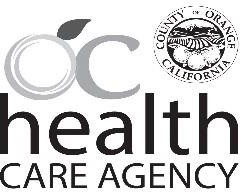 oc
COUNTY OF ORANGE
CALIFORNIA
health
CARE AGENCY